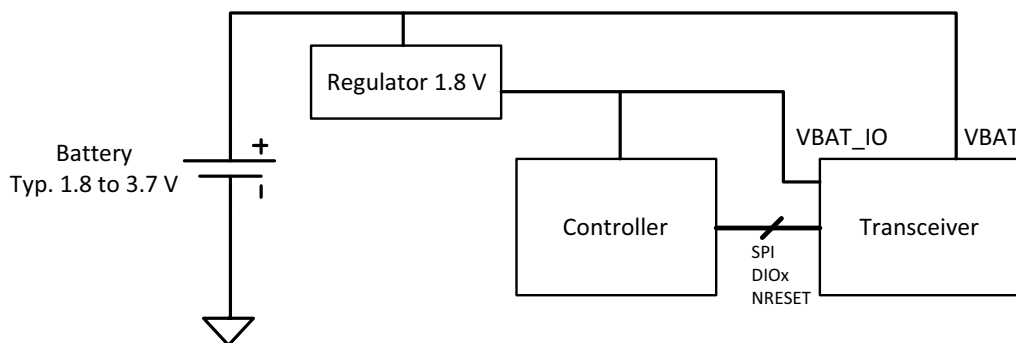 Regulator 1.8 V
Battery
Typ. 1.8 to 3.7 V
+
-
VBAT_IO
VBAT
Controller
Transceiver
SPI
DIOx
NRESET